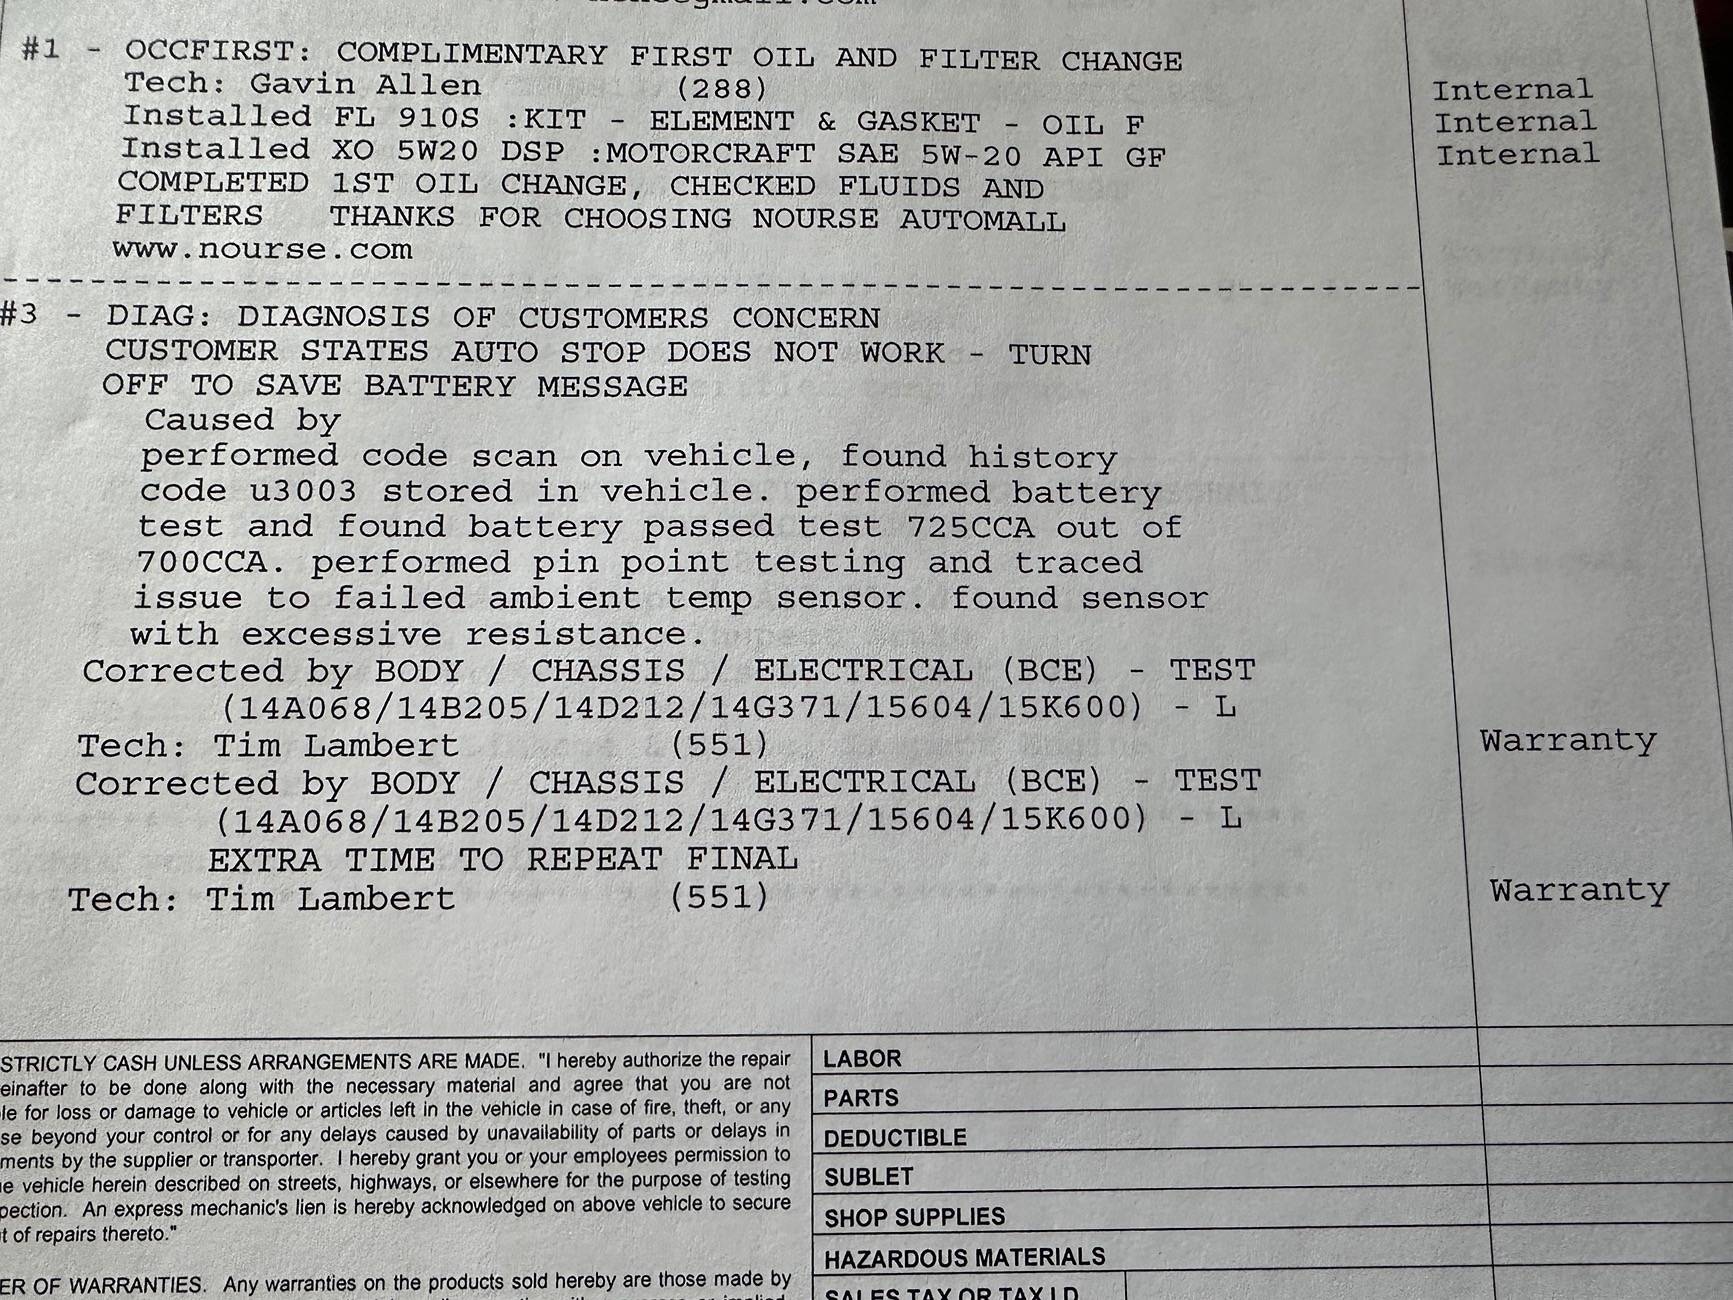 #1 - OCCFIRST: COMPLIMENTARY FIRST OIL AND FILTER CHANGE
Tech: Gavin Allen (288) Internal
Installed FL 910S :KIT - ELEMENT & GASKET - OIL F Internal
Installed XO 5W20 DSP :MOTORCRAFT SAE 5W-20 API GF Internal
COMPLETED 1ST OIL CHANGE, CHECKED FLUIDS AND
FILTERS THANKS FOR CHOOSING NOURSE AUTOMALL
www.nourse.com
#3 - DIAG: DIAGNOSIS OF CUSTOMERS CONCERN
CUSTOMER STATES AUTO STOP DOES NOT WORK - TURN
OFF TO SAVE BATTERY MESSAGE
Caused by
performed code scan on vehicle, found history
code u3003 stored in vehicle. performed battery
test and found battery passed test 725CCA out of
700CCA. performed pin point testing and traced
issue to failed ambient temp sensor. found sensor
with excessive resistance.
Corrected by BODY / CHASSIS / ELECTRICAL (BCE) - TEST
(14A068/14B205/14D212/14G371/15604/15K600) - L
Tech: Tim Lambert (551) Warranty
Corrected by BODY / CHASSIS / ELECTRICAL (BCE) - TEST
(14A068/14B205/14D212/14G371/15604/15K600) - L
EXTRA TIME TO REPEAT FINAL
Tech: Tim Lambert (551) Warranty
STRICTLY CASH UNLESS ARRANGEMENTS ARE MADE. "I hereby authorize the repair
einafter to be done along with the necessary material and agree that you are not
le for loss or damage to vehicle or articles left in the vehicle in case of fire, theft, or any
se beyond your control or for any delays caused by unavailability of parts or delays in
ments by the supplier or transporter. I hereby grant you or your employees permission to
e vehicle herein described on streets, highways, or elsewhere for the purpose of testing
pection. An express mechanic's lien is hereby acknowledged on above vehicle to secure
t of repairs thereto."
ER OF WARRANTIES. Any warranties on the products sold hereby are those made by
LABOR
PARTS
DEDUCTIBLE
SUBLET
SHOP SUPPLIES
HAZARDOUS MATERIALS
SALES TAX OR TAX I.D.